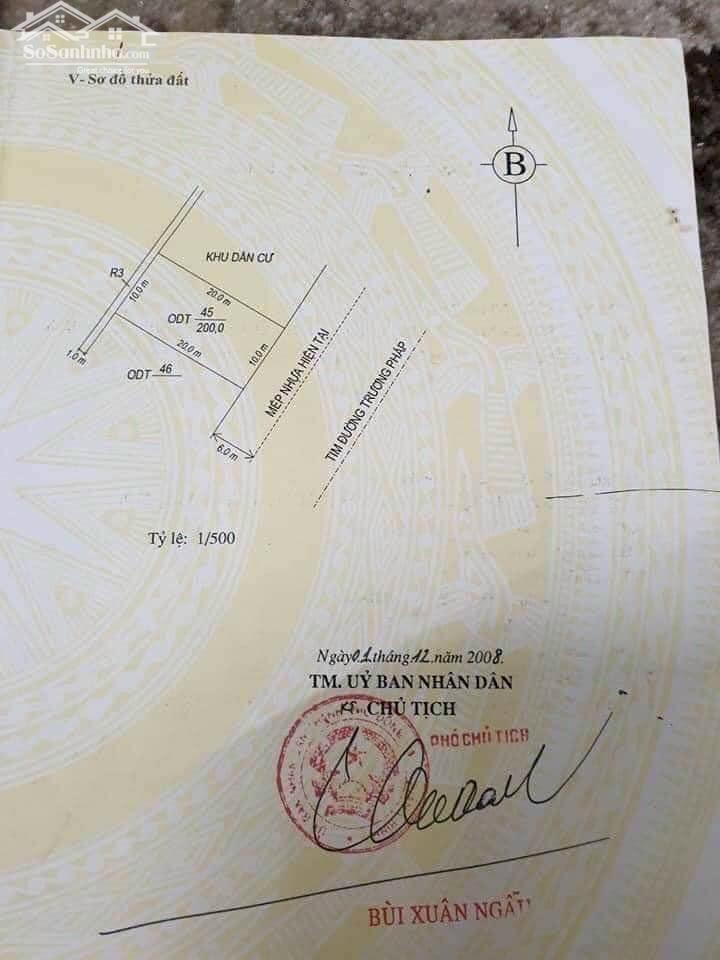 SoSanhnha.com
V- Sơ đồ thửa đất
B
KHU DÂN CƯ
R3
10.0 m
20.0 m
ODT 45
200,0
20.0 m
10.0 m
1.0 m
ODT 46
MÉP NHỰA HIỆN TẠI
TIM ĐƯỜNG TRƯƠNG PHÁP
6.0 m
Tỷ lệ: 1/500
Ngày 01 tháng 12 năm 2008.
TM. UỶ BAN NHÂN DÂN
KT. CHỦ TỊCH
PHÓ CHỦ TỊCH
BÙI XUÂN